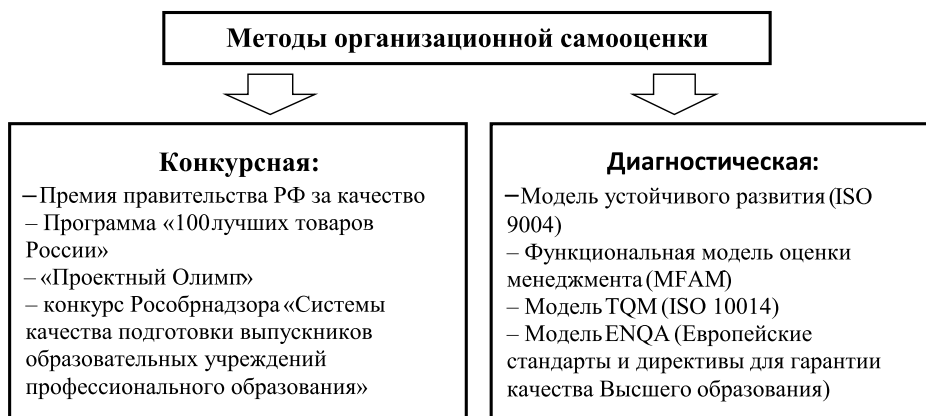 Методы организационной самооценки
Конкурсная:
– Премия правительства РФ за качество
– Программа «100 лучших товаров
России»
– «Проектный Олимп»
– конкурс Рособрнадзора «Системы
качества подготовки выпускников
образовательных учреждений
профессионального образования»
Диагностическая:
– Модель устойчивого развития (ISO
9004)
– Функциональная модель оценки
менеджмента (MFAM)
– Модель TQM (ISO 10014)
– Модель ENQA (Европейские
стандарты и директивы для гарантии
качества Высшего образования)